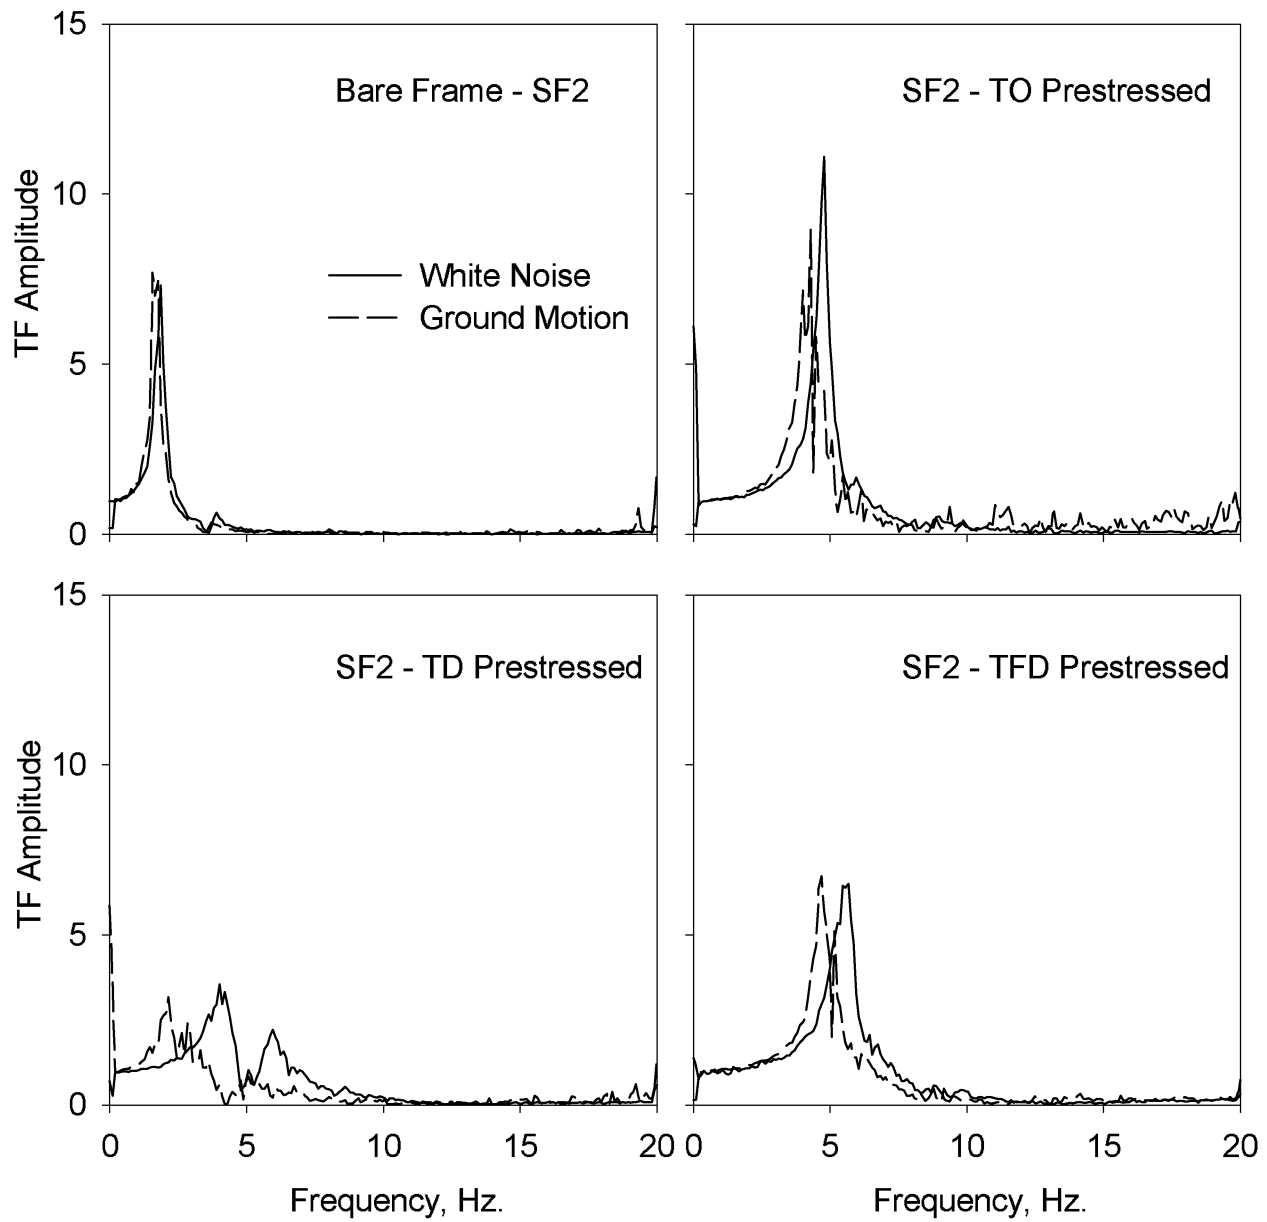 15
Bare Frame - SF2
SF2 - TO Prestressed
10
TF Amplitude
White Noise
Ground Motion
5
0
15
SF2 - TD Prestressed
SF2 - TFD Prestressed
10
TF Amplitude
5
0
0 5 10 15 20 0 5 10 15 20
Frequency, Hz.
Frequency, Hz.